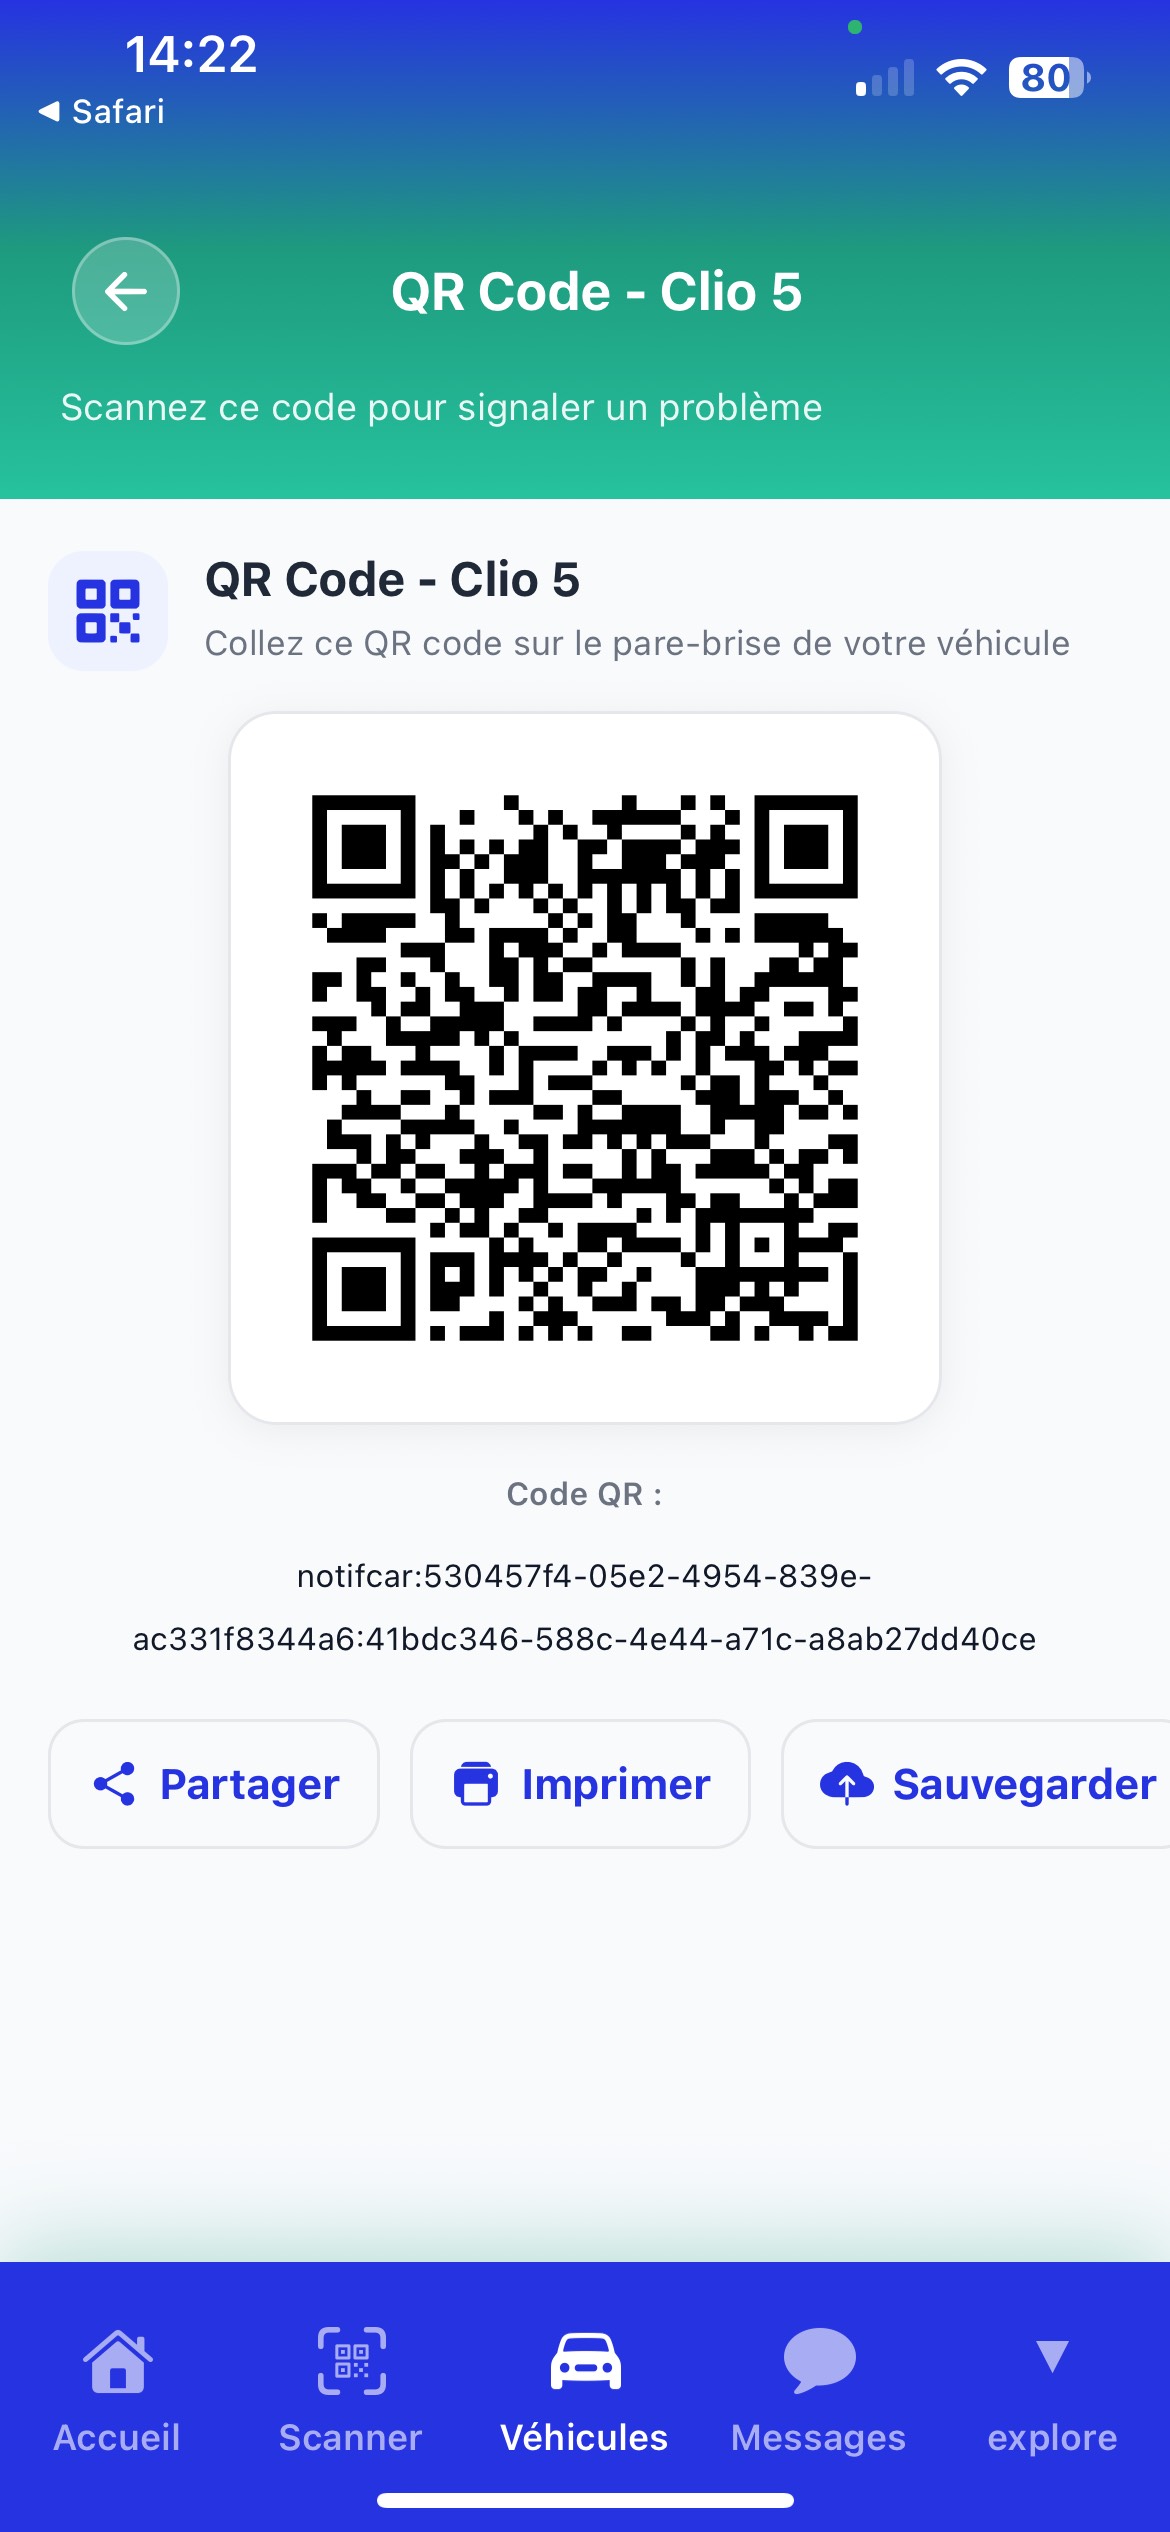 14:22
80
Safari
QR Code - Clio 5
Scannez ce code pour signaler un problème
QR Code - Clio 5
Collez ce QR code sur le pare-brise de votre véhicule
Code QR :
notifcar:530457f4-05e2-4954-839e-
ac331f8344a6:41bdc346-588c-4e44-a71c-a8ab27dd40ce
Partager
Imprimer
Sauvegarder
Accueil
Scanner
Véhicules
Messages
explore